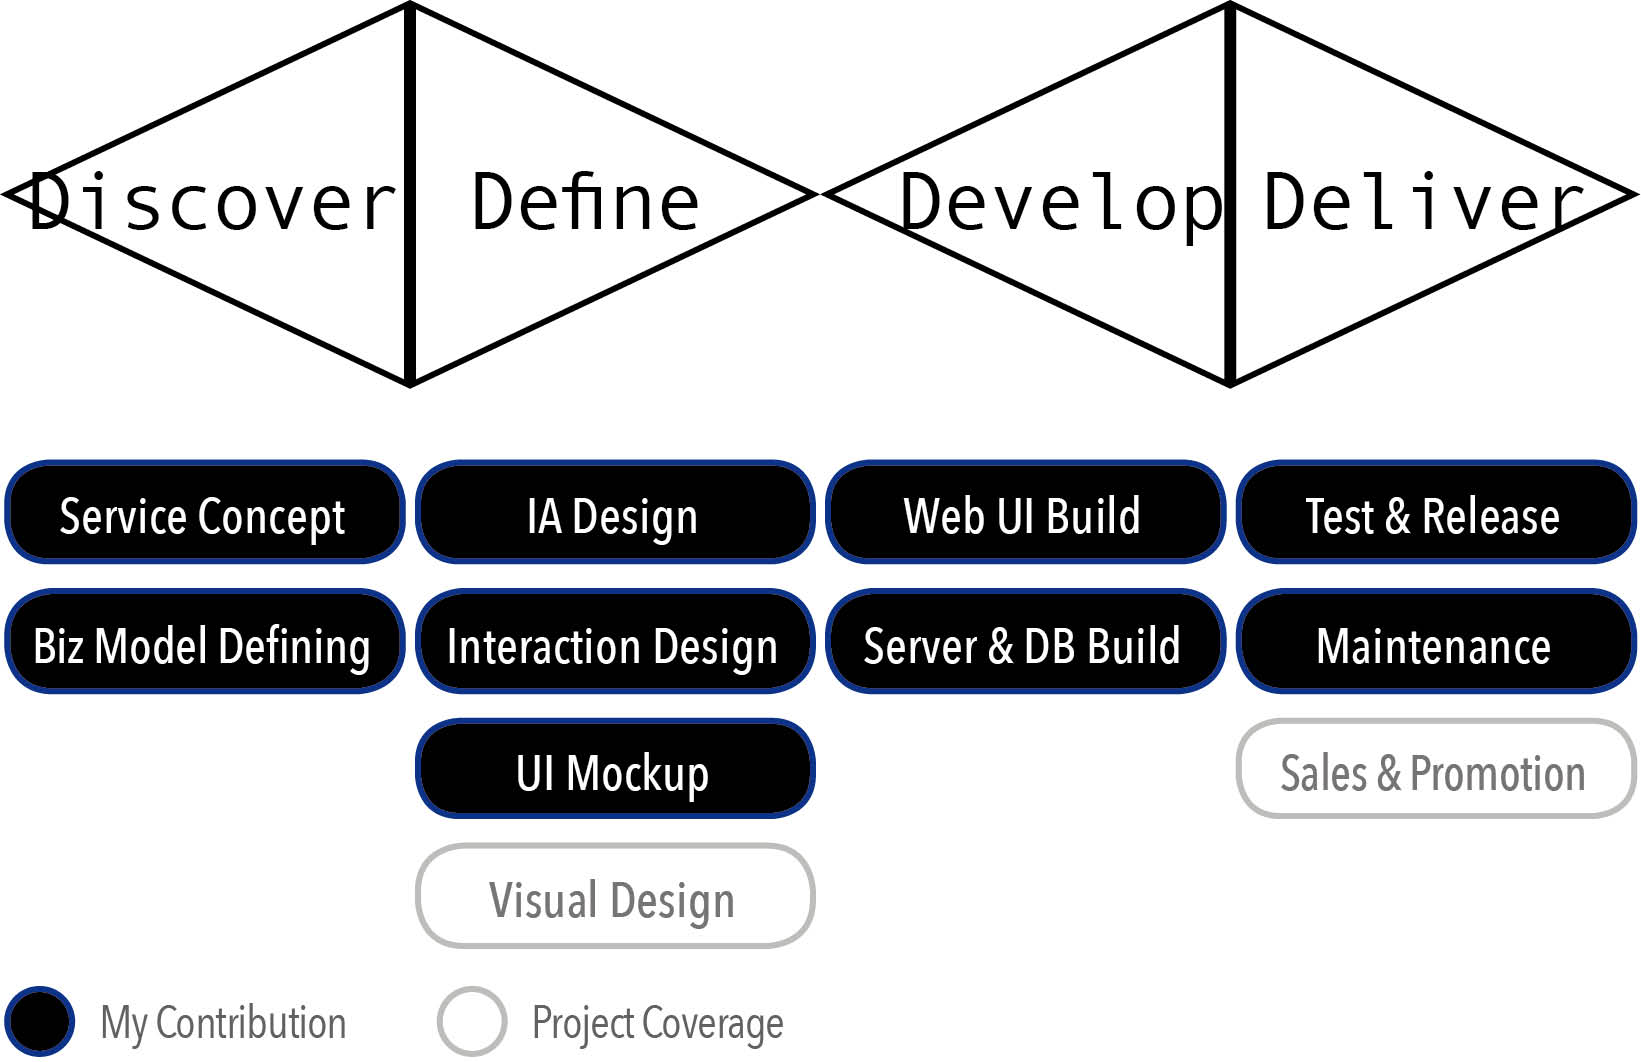 Discover
Define
Develop
Deliver
Service Concept
IA Design
Web UI Build
Test & Release
Biz Model Defining
Interaction Design
Server & DB Build
Maintenance
UI Mockup
Sales & Promotion
Visual Design
My Contribution
Project Coverage